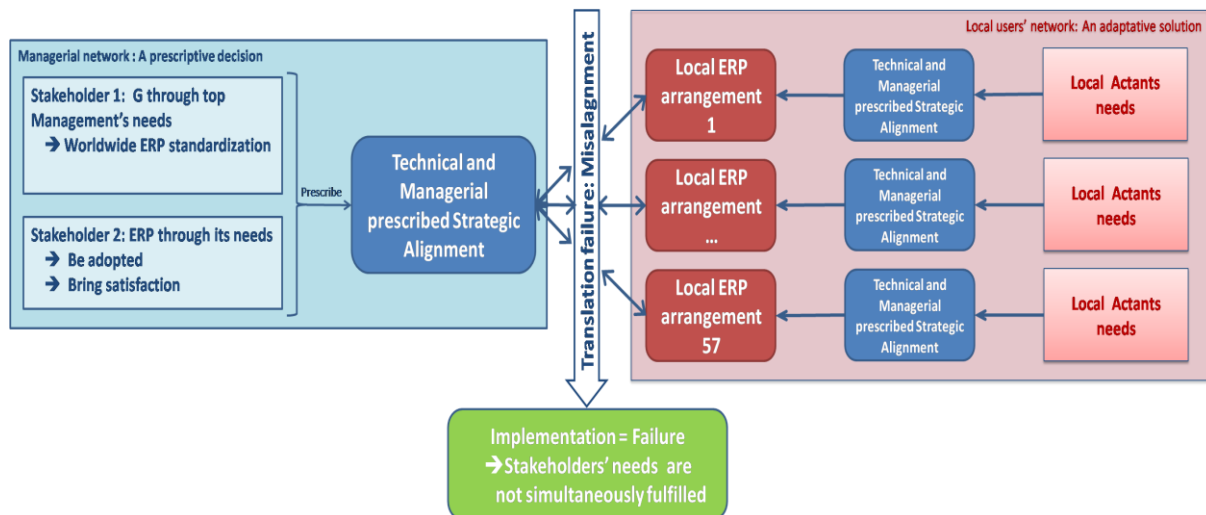 Managerial network : A prescriptive decision
Stakeholder 1: G through top
Management's needs
➔ Worldwide ERP standardization
Stakeholder 2: ERP through its needs
➔ Be adopted
➔ Bring satisfaction
Prescribe
Technical and
Managerial
prescribed Strategic
Alignment
Translation failure: Misalagnment
Local users' network: An adaptative solution
Local ERP
arrangement
1
Technical and
Managerial
prescribed Strategic
Alignment
Local Actants
needs
Local ERP
arrangement
...
Technical and
Managerial
prescribed Strategic
Alignment
Local Actants
needs
Local ERP
arrangement
57
Technical and
Managerial
prescribed Strategic
Alignment
Local Actants
needs
Implementation = Failure
➔ Stakeholders' needs are
not simultaneously fulfilled